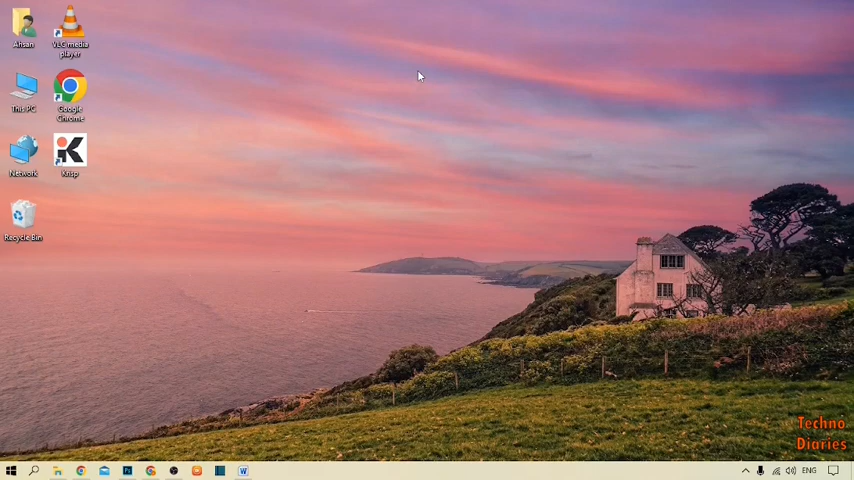 Ahsan
VLC media
player
This PC
Google
Chrome
Network
Krisp
Recycle Bin
Techno
Diaries
ENG